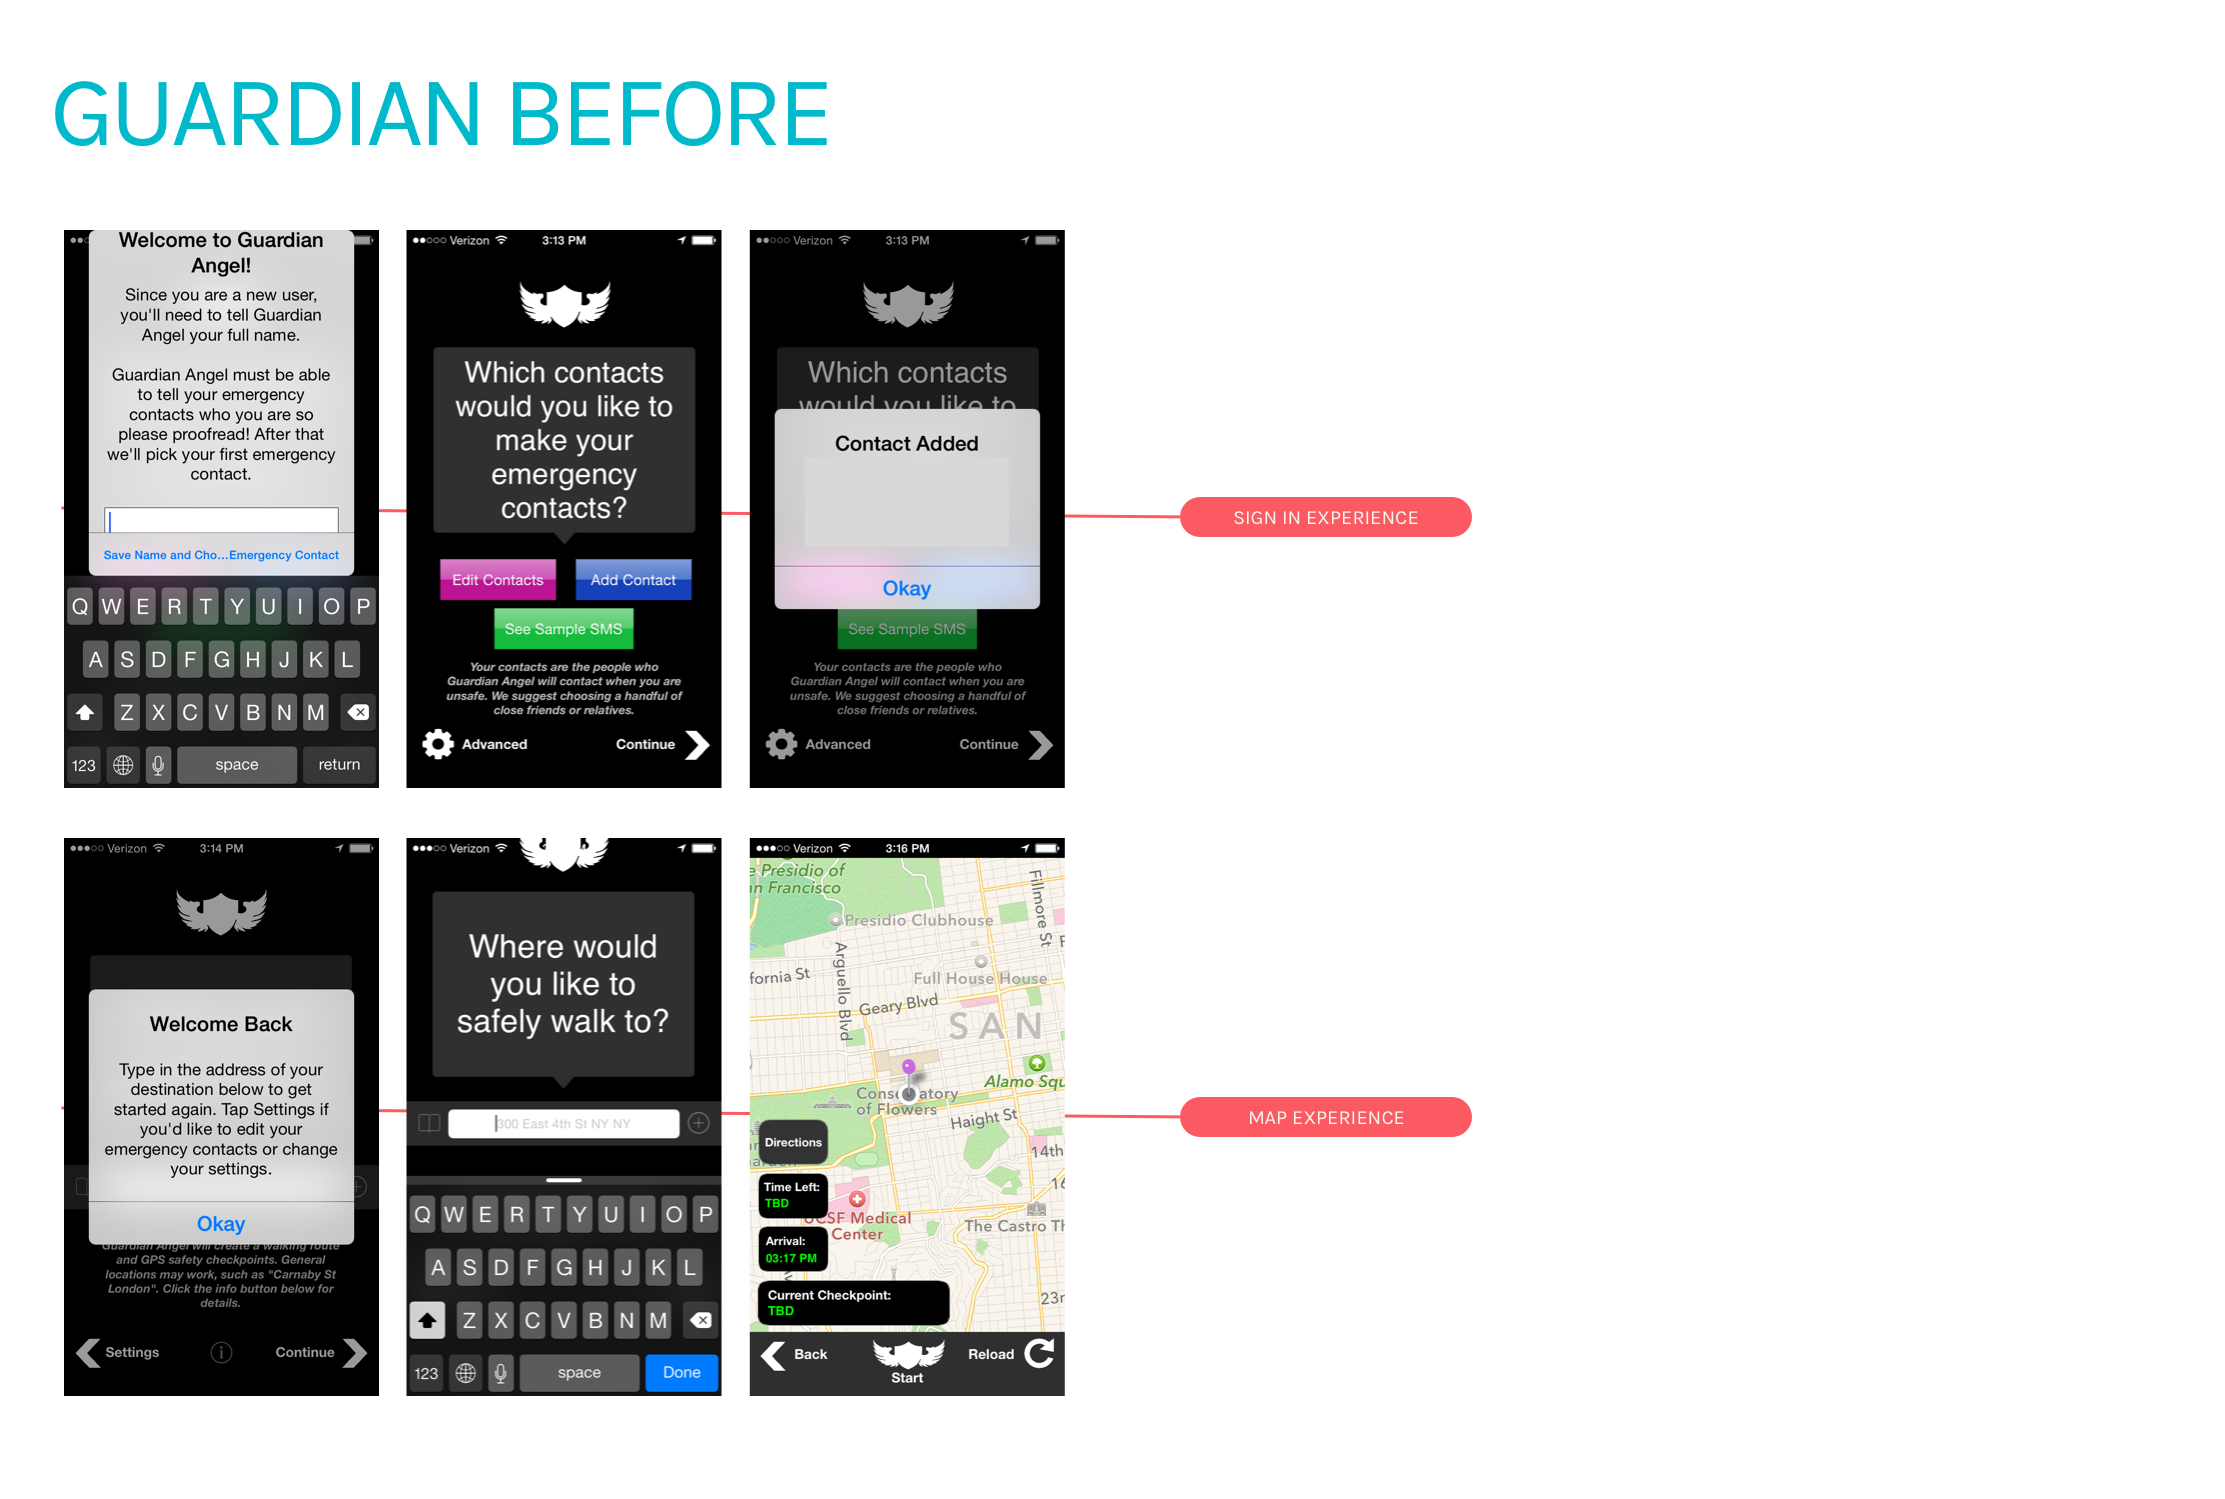 GUARDIAN BEFORE
Welcome to Guardian
Angel!
Since you are a new user,
you'll need to tell Guardian
Angel your full name.
Guardian Angel must be able
to tell your emergency
contacts who you are so
please proofread! After that
we'll pick your first emergency
contact.
Save Name and Cho...Emergency Contact
Q W E R T Y U I O P
A S D F G H J K L
Z X C V B N M
123 space return
Verizon 3:13 PM
Which contacts
would you like to
make your
emergency
contacts?
Edit Contacts Add Contact
See Sample SMS
Your contacts are the people who
Guardian Angel will contact when you are
unsafe. We suggest choosing a handful of
close friends or relatives.
Advanced Continue
Verizon 3:13 PM
Which contacts
would you like to
Contact Added
Okay
See Sample SMS
Your contacts are the people who
Guardian Angel will contact when you are
unsafe. We suggest choosing a handful of
close friends or relatives.
Advanced Continue
SIGN IN EXPERIENCE
Verizon 3:14 PM
Welcome Back
Type in the address of your
destination below to get
started again. Tap Settings if
you'd like to edit your
emergency contacts or change
your settings.
Okay
Guardian Angel will create a walking route
and GPS safety checkpoints. General
locations may work, such as "Carnaby St
London". Click the info button below for
details.
Settings Continue
Verizon
Where would
you like to
safely walk to?
300 East 4th St NY NY
Q W E R T Y U I O P
A S D F G H J K L
Z X C V B N M
123 space Done
Verizon 3:16 PM
e Presidio of
an Francisco
Fillmore St
Presidio Clubhouse
Arguello Blvd
fornia St
Full House House
Geary Blvd
SAN
Alamo Squ
Conservatory
of Flowers
Haight St
Directions
14th
Time Left:
TBD
16
UCSF Medical
Center
The Castro Th
Arrival:
03:17 PM
Current Checkpoint:
TBD
23r
Back Start Reload
MAP EXPERIENCE